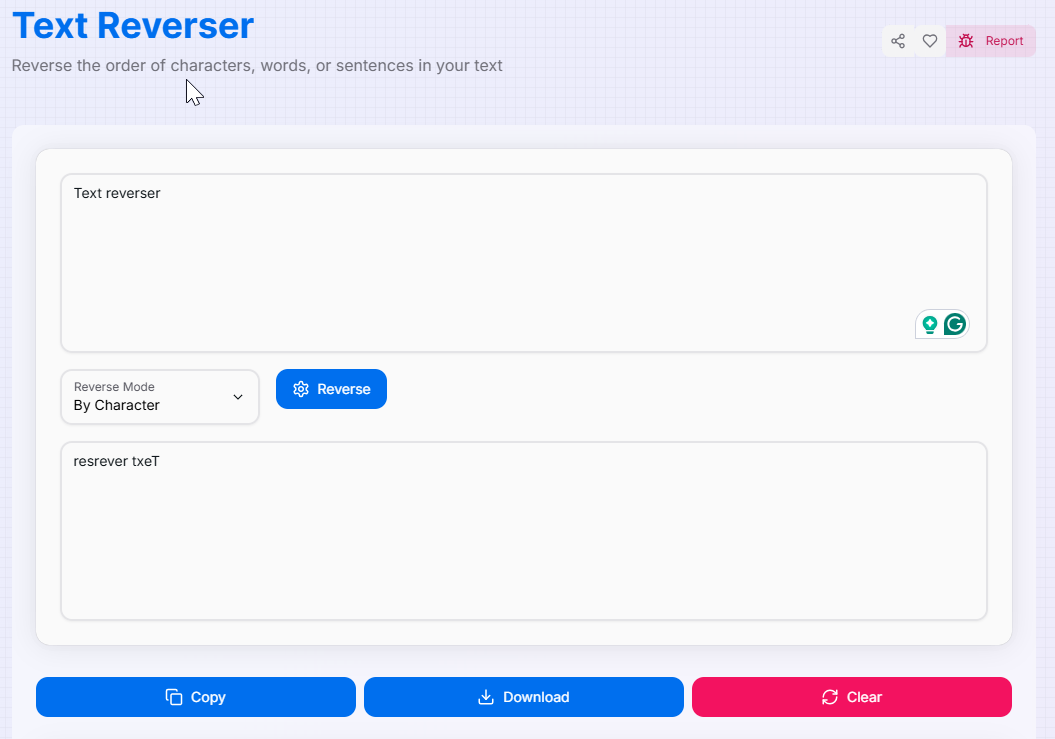 Text Reverser
Reverse the order of characters, words, or sentences in your text
Report
Text reverser
Reverse Mode
By Character
Reverse
resrever txeT
Copy
Download
Clear